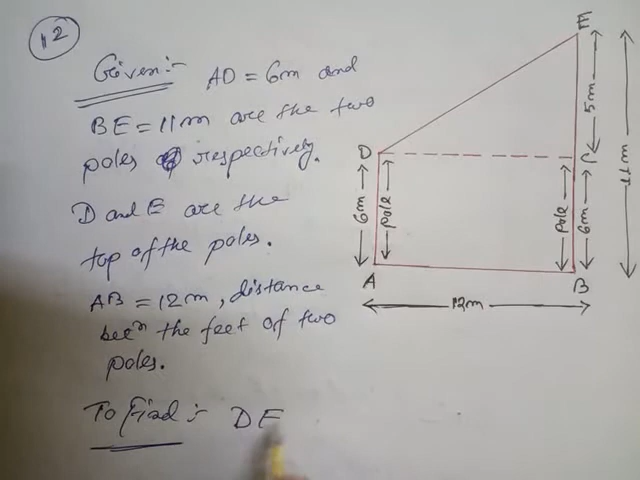 12
Given:- AD = 6m and
BE = 11m are the two
poles respectively.
D and E are the
top of the poles.
AB = 12m, distance
beeⁿ the feet of two
poles.
To Find:- DE
E
5m
11m
D
C
6m
Pole
Pole
6m
A
B
12m